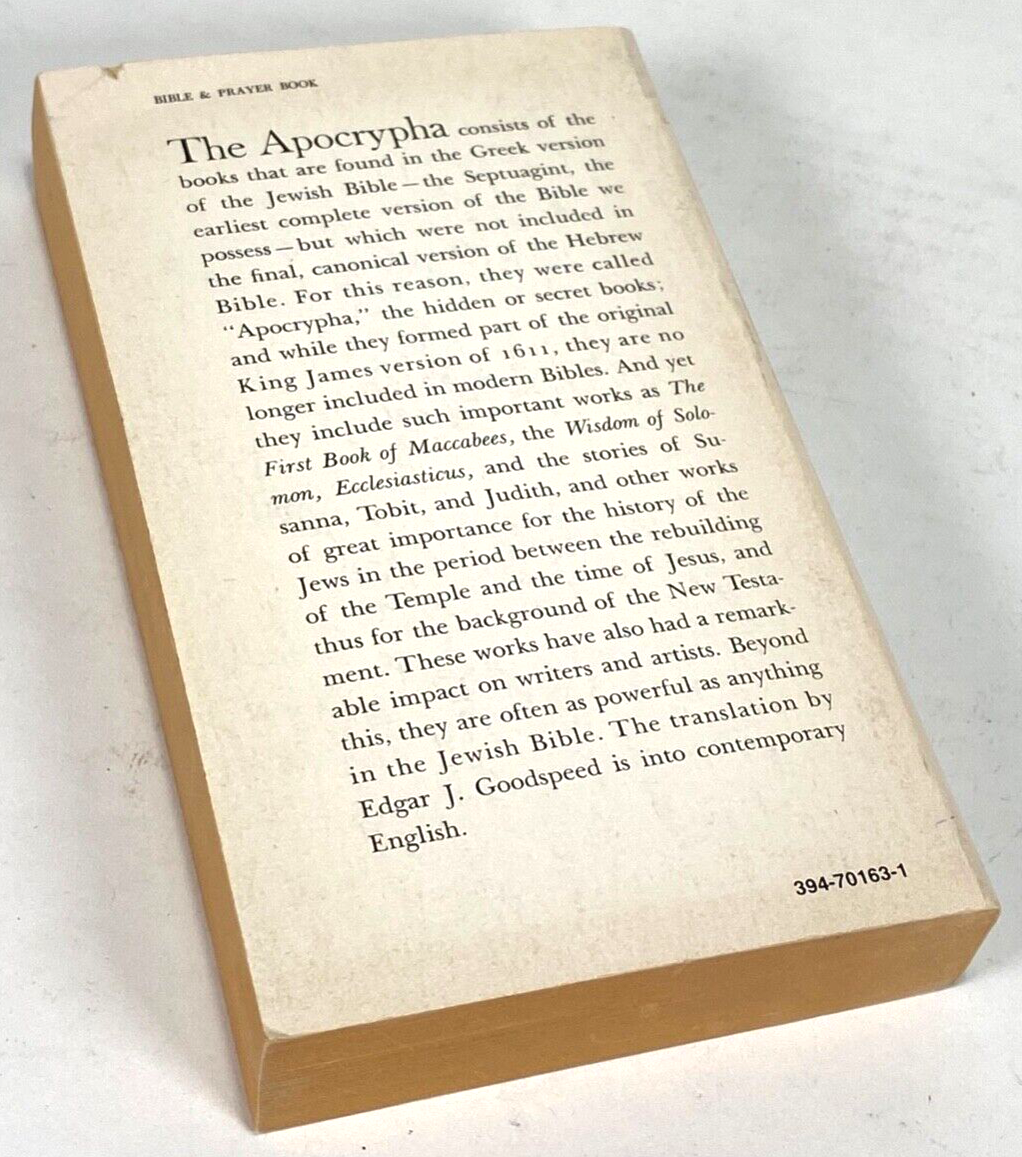 BIBLE & PRAYER BOOK
The Apocrypha consists of the
books that are found in the Greek version
of the Jewish Bible—the Septuagint, the
earliest complete version of the Bible we
possess—but which were not included in
the final, canonical version of the Hebrew
Bible. For this reason, they were called
“Apocrypha,” the hidden or secret books;
and while they formed part of the original
King James version of 1611, they are no
longer included in modern Bibles. And yet
they include such important works as The
First Book of Maccabees, the Wisdom of Solo-
mon, Ecclesiasticus, and the stories of Su-
sanna, Tobit, and Judith, and other works
of great importance for the history of the
Jews in the period between the rebuilding
of the Temple and the time of Jesus, and
thus for the background of the New Testa-
ment. These works have also had a remark-
able impact on writers and artists. Beyond
this, they are often as powerful as anything
in the Jewish Bible. The translation by
Edgar J. Goodspeed is into contemporary
English.
394-70163-1